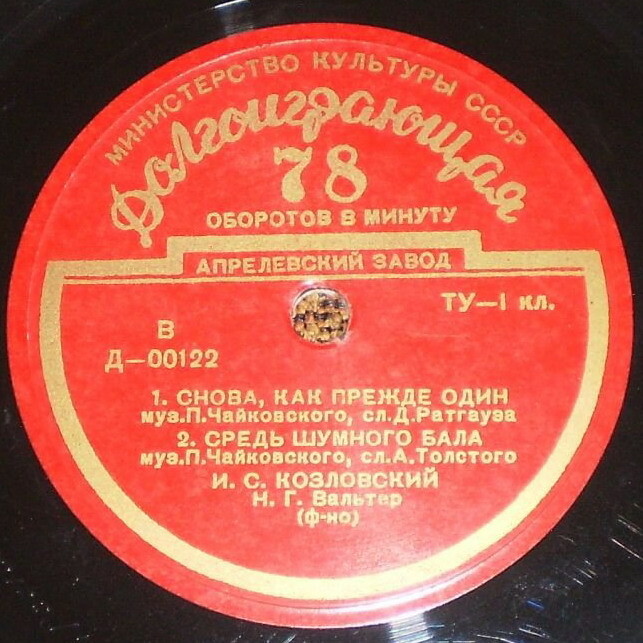 МИНИСТЕРСТВО КУЛЬТУРЫ СССР
Долгоиграющая
78
ОБОРОТОВ В МИНУТУ
АПРЕЛЕВСКИЙ ЗАВОД
ТУ—1 кл.
В
Д—00122
1. СНОВА, КАК ПРЕЖДЕ ОДИН
муз.П.Чайковского, сл.Д.Ратгауза
2. СРЕДЬ ШУМНОГО БАЛА
муз.П.Чайковского, сл.А.Толстого
И. С. КОЗЛОВСКИЙ
Н. Г. Вальтер
(ф-но)